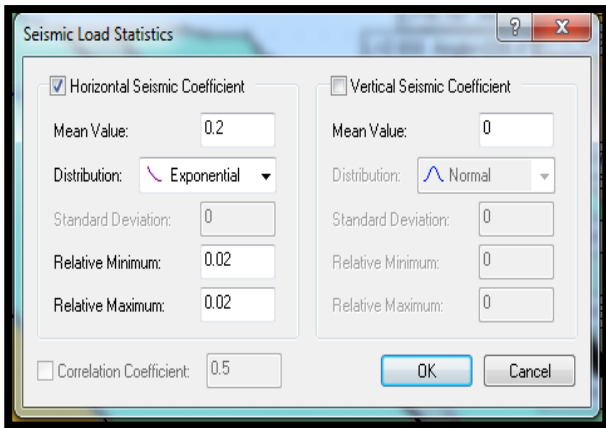 Seismic Load Statistics
? X
Horizontal Seismic Coefficient
Mean Value: 0.2
Distribution: Exponential
Standard Deviation: 0
Relative Minimum: 0.02
Relative Maximum: 0.02
Vertical Seismic Coefficient
Mean Value: 0
Distribution: Normal
Standard Deviation: 0
Relative Minimum: 0
Relative Maximum: 0
Correlation Coefficient: 0.5
OK Cancel